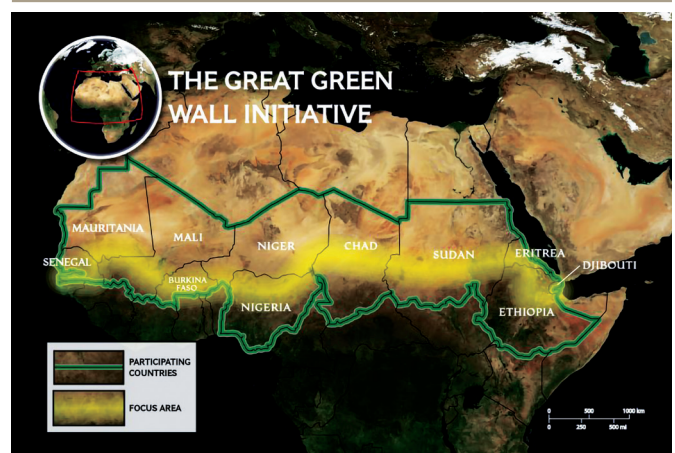 THE GREAT GREEN
WALL INITIATIVE
MAURITANIA
MALI
NIGER
CHAD
SUDAN
ERITREA
DJIBOUTI
SENEGAL
BURKINA
FASO
NIGERIA
ETHIOPIA
PARTICIPATING
COUNTRIES
FOCUS AREA
0 500 1000 km
0 250 500 mi